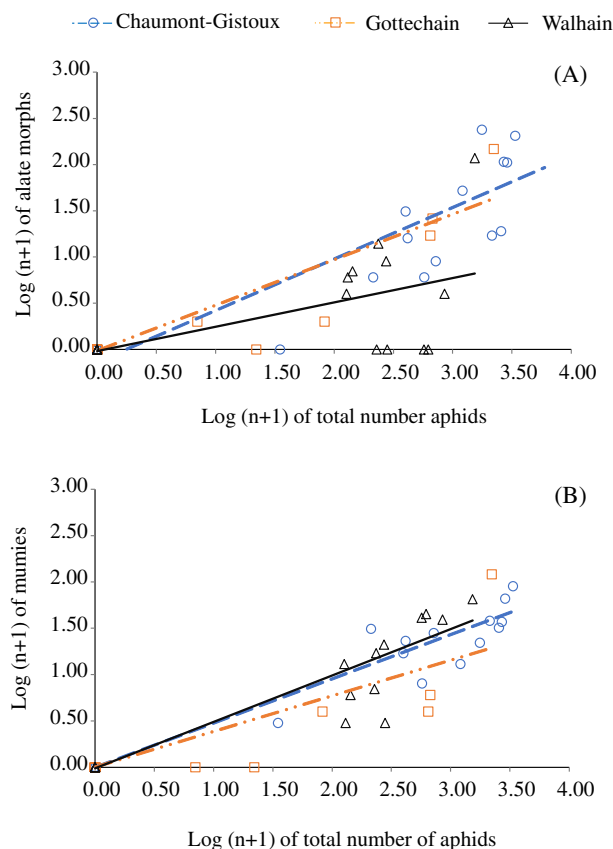 Chaumont-Gistoux Gottechain Walhain
(A)
Log (n+1) of alate morphs
3.00
2.50
2.00
1.50
1.00
0.50
0.00
0.00 0.50 1.00 1.50 2.00 2.50 3.00 3.50 4.00
Log (n+1) of total number aphids
(B)
Log (n+1) of mumies
3.00
2.50
2.00
1.50
1.00
0.50
0.00
0.00 0.50 1.00 1.50 2.00 2.50 3.00 3.50 4.00
Log (n+1) of total number of aphids